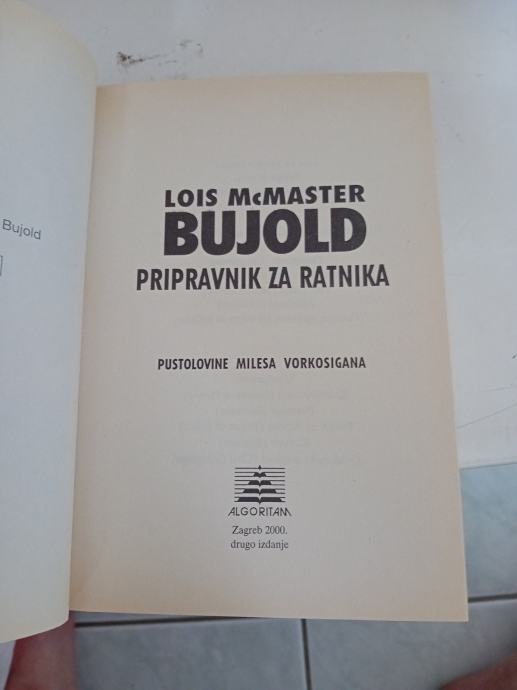 Bujold
LOIS McMASTER
BUJOLD
PRIPRAVNIK ZA RATNIKA
PUSTOLOVINE MILESA VORKOSIGANA
ALGORITAM
Zagreb 2000.
drugo izdanje